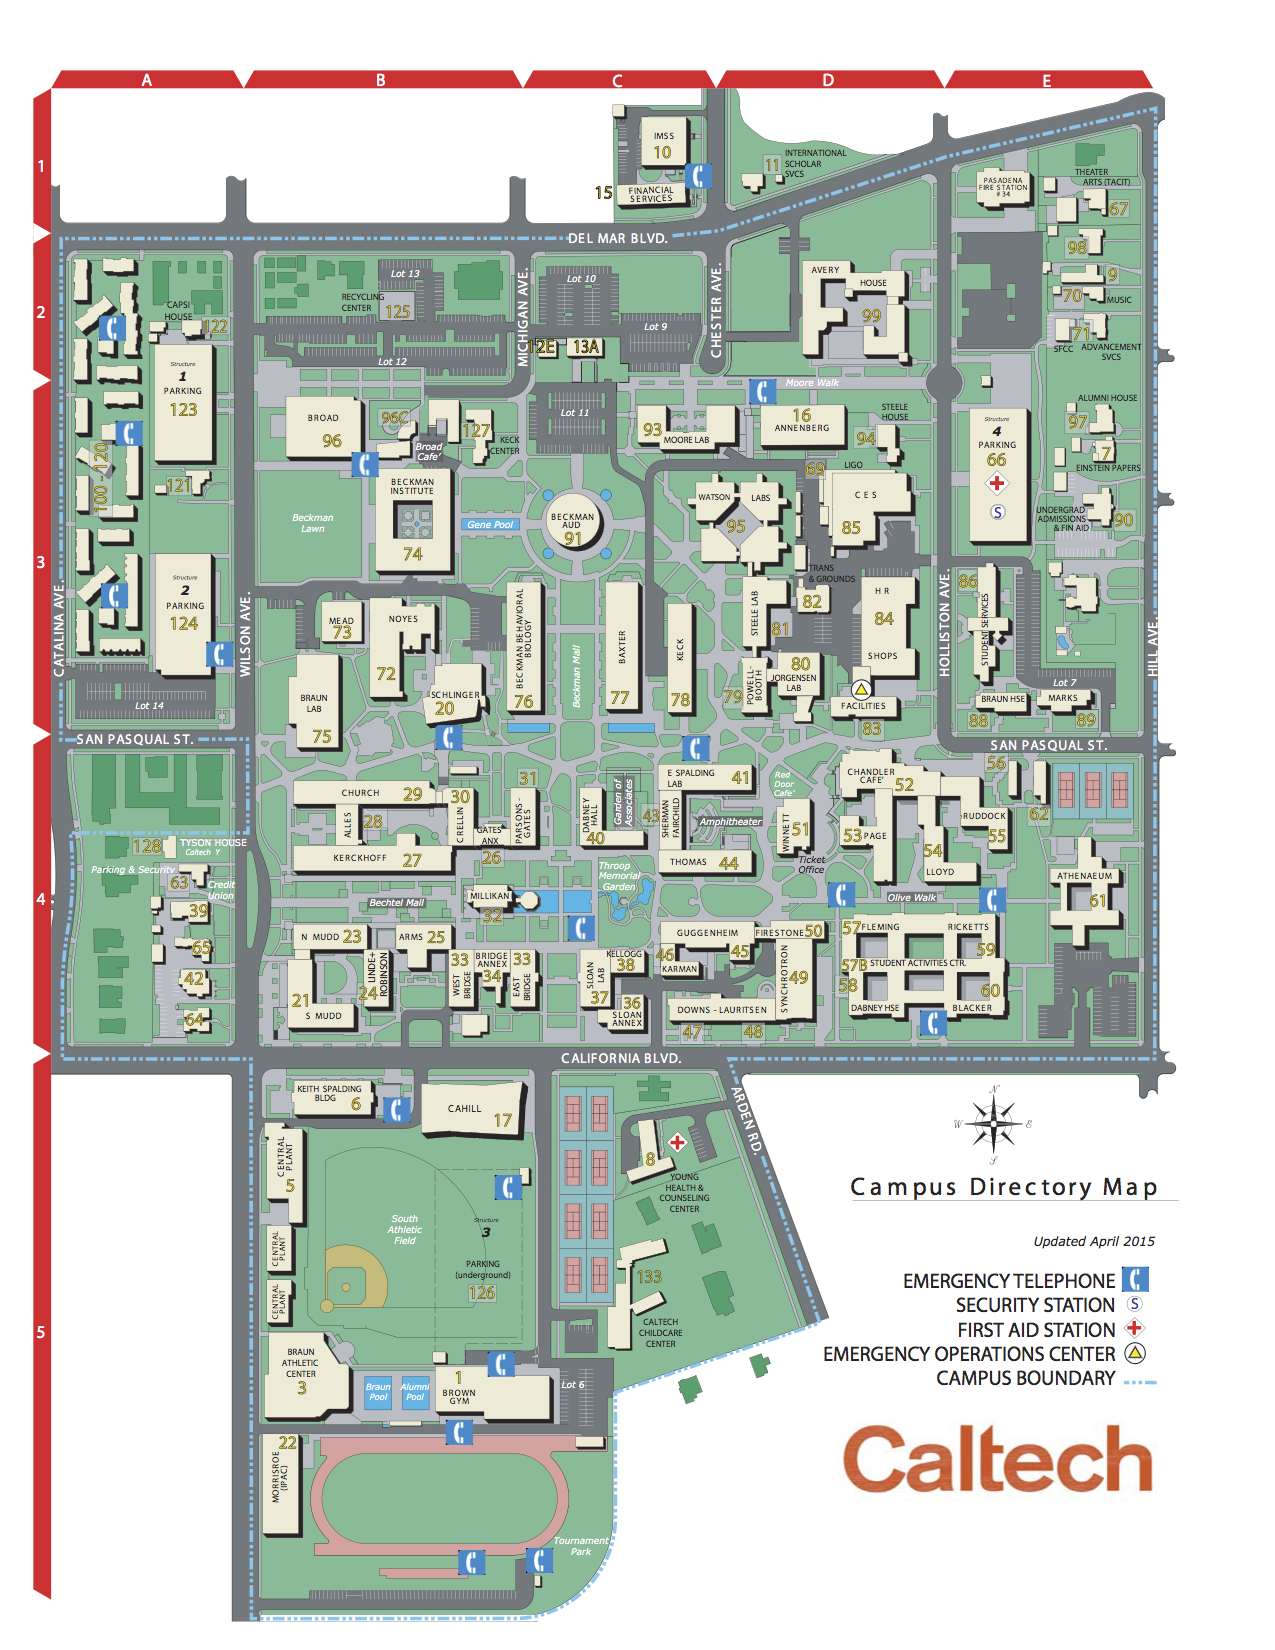 A
B
C
D
E
1
2
3
3
4
5
IMSS
10
15
FINANCIAL
SERVICES
11
INTERNATIONAL
SCHOLAR
SVCS
PASADENA
FIRE STATION
# 34
THEATER
ARTS (TACIT)
67
98
9
70
MUSIC
71
SFCC
ADVANCEMENT
SVCS
DEL MAR BLVD.
Lot 13
RECYCLING
CENTER
125
Lot 12
Lot 10
Lot 9
MICHIGAN AVE.
CHESTER AVE.
AVERY
HOUSE
99
CAPSI
HOUSE
122
Structure
1
PARKING
123
12E
13A
Lot 11
Moore Walk
BROAD
96
96C
Broad
Cafe'
127
KECK
CENTER
93
MOORE LAB
16
ANNENBERG
STEELE
HOUSE
94
Structure
4
PARKING
66
S
ALUMNI HOUSE
97
7
EINSTEIN PAPERS
UNDERGRAD
ADMISSIONS
& FIN AID
90
100 - 120
121
BECKMAN
INSTITUTE
74
Beckman
Lawn
Gene Pool
BECKMAN
AUD
91
WATSON
LABS
95
69
LIGO
C E S
85
TRANS
& GROUNDS
82
H R
84
SHOPS
Structure
2
PARKING
124
CATALINA AVE.
WILSON AVE.
HOLLISTON AVE.
HILL AVE.
MEAD
73
NOYES
72
BRAUN
LAB
75
SCHLINGER
20
BECKMAN BEHAVIORAL
BIOLOGY
76
Beckman Mall
BAXTER
77
KECK
78
STEELE LAB
81
79
POWELL-
BOOTH
80
JORGENSEN
LAB
FACILITIES
83
86
STUDENT SERVICES
BRAUN HSE
88
MARKS
89
Lot 7
Lot 14
SAN PASQUAL ST.
SAN PASQUAL ST.
CHURCH
29
ALLES
28
KERCKHOFF
27
30
CRELLIN
GATES
ANX
26
31
PARSONS-
GATES
DABNEY
HALL
40
Garden of
Associates
43
SHERMAN
FAIRCHILD
E SPALDING
LAB
41
Amphitheater
THOMAS
44
Red
Door
Cafe'
WINNETT
51
Ticket
Office
CHANDLER
CAFE'
52
53
PAGE
54
LLOYD
RUDDOCK
55
56
62
ATHENAEUM
61
128
TYSON HOUSE
Caltech Y
Parking & Security
63
Credit
Union
39
65
42
64
Bechtel Mall
MILLIKAN
32
Throop
Memorial
Garden
Olive Walk
N MUDD
23
ARMS
25
LINDE+
ROBINSON
24
21
S MUDD
33
WEST
BRIDGE
BRIDGE
ANNEX
34
33
EAST
BRIDGE
SLOAN
LAB
37
KELLOGG
38
36
SLOAN
ANNEX
GUGGENHEIM
46
KARMAN
45
FIRESTONE
50
SYNCHROTRON
49
DOWNS - LAURITSEN
47
48
57
FLEMING
RICKETTS
59
57B
STUDENT ACTIVITIES CTR.
58
DABNEY HSE
60
BLACKER
CALIFORNIA BLVD.
KEITH SPALDING
BLDG
6
CAHILL
17
CENTRAL
PLANT
5
CENTRAL
PLANT
CENTRAL
PLANT
South
Athletic
Field
Structure
3
PARKING
(underground)
126
8
YOUNG
HEALTH &
COUNSELING
CENTER
133
CALTECH
CHILDCARE
CENTER
ARDEN RD.
BRAUN
ATHLETIC
CENTER
3
Braun
Pool
Alumni
Pool
1
BROWN
GYM
Lot 6
22
MORRISROE
(IPAC)
Tournament
Park
N
W
E
S
Campus Directory Map
Updated April 2015
EMERGENCY TELEPHONE
SECURITY STATION S
FIRST AID STATION
EMERGENCY OPERATIONS CENTER
CAMPUS BOUNDARY
Caltech